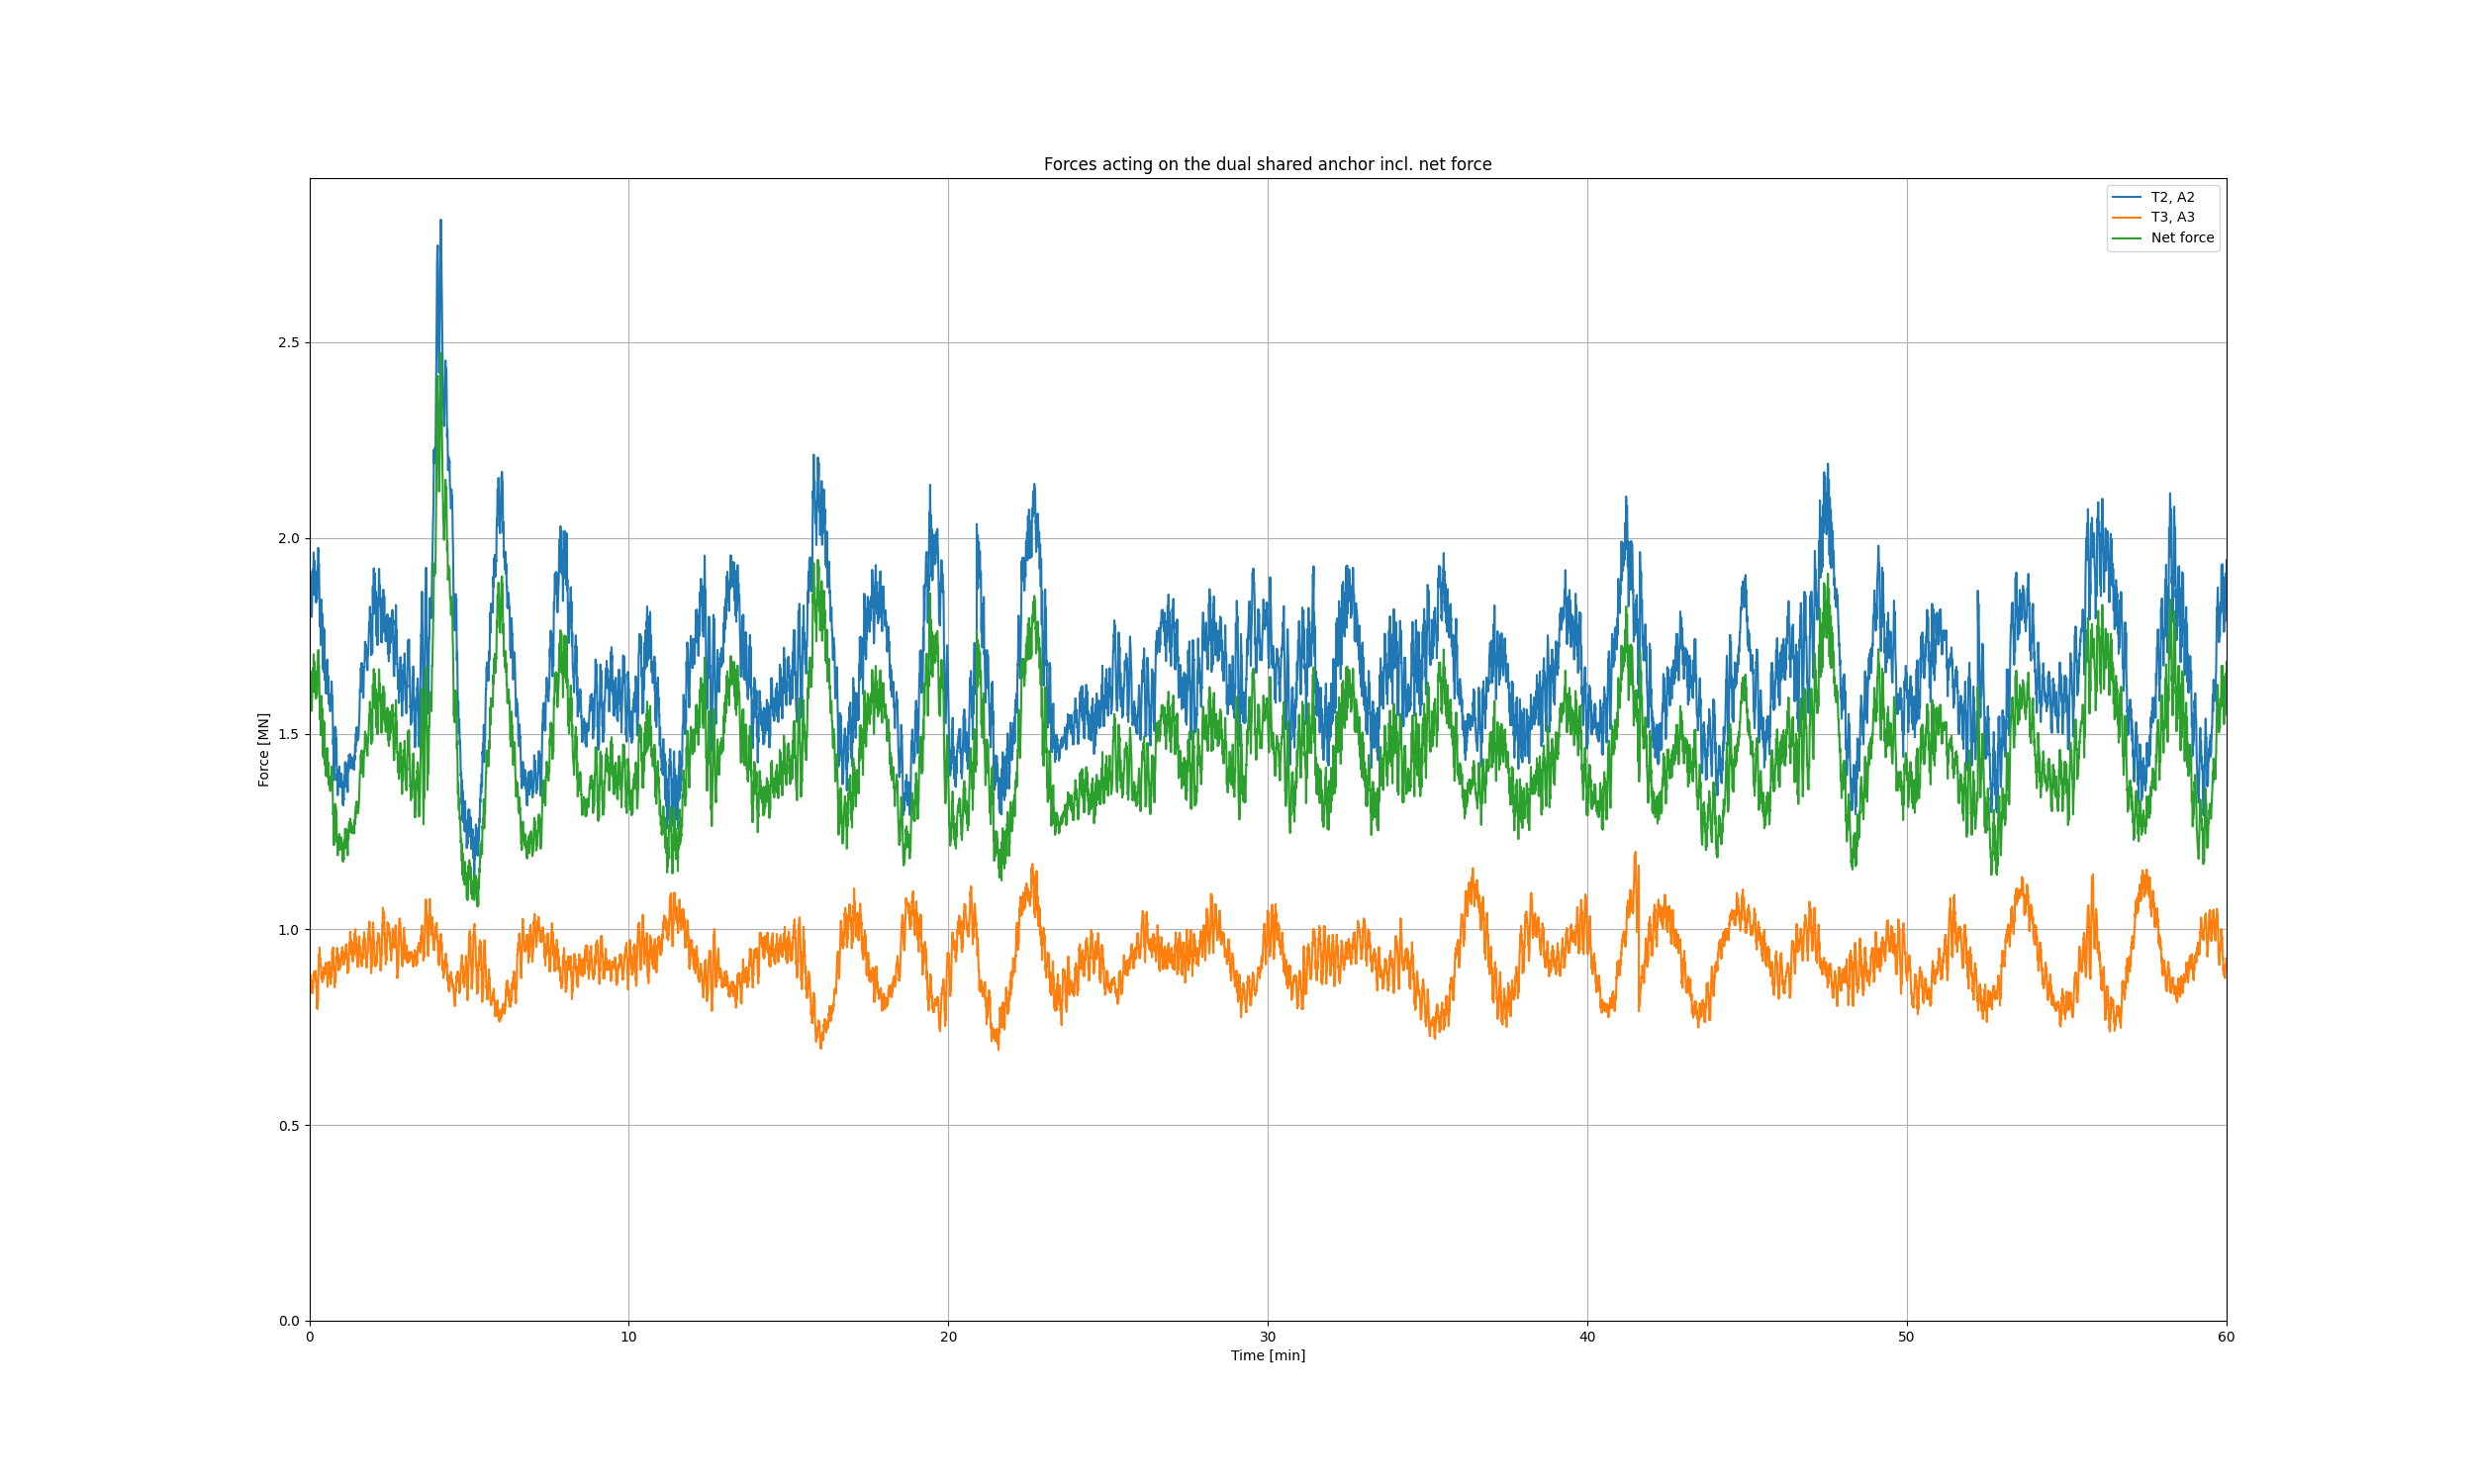 Forces acting on the dual shared anchor incl. net force
T2, A2
T3, A3
Net force
2.5
2.0
1.5
1.0
0.5
0.0
Force [MN]
0 10 20 30 40 50 60
Time [min]